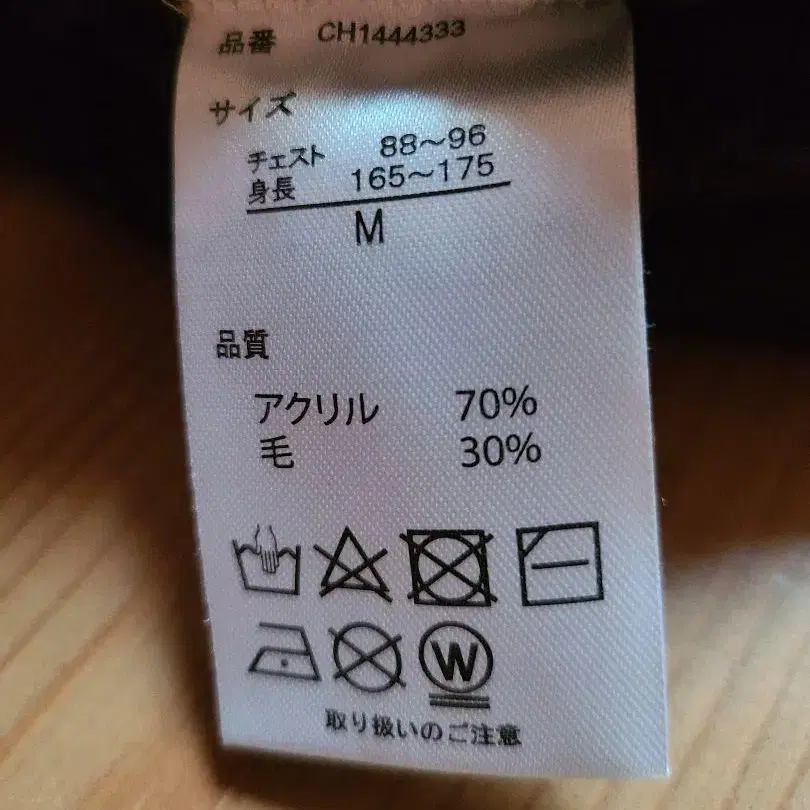 品番 CH1444333
サイズ
チェスト 88～96
身長 165～175
M
品質
アクリル 70%
毛 30%
W
取り扱いのご注意